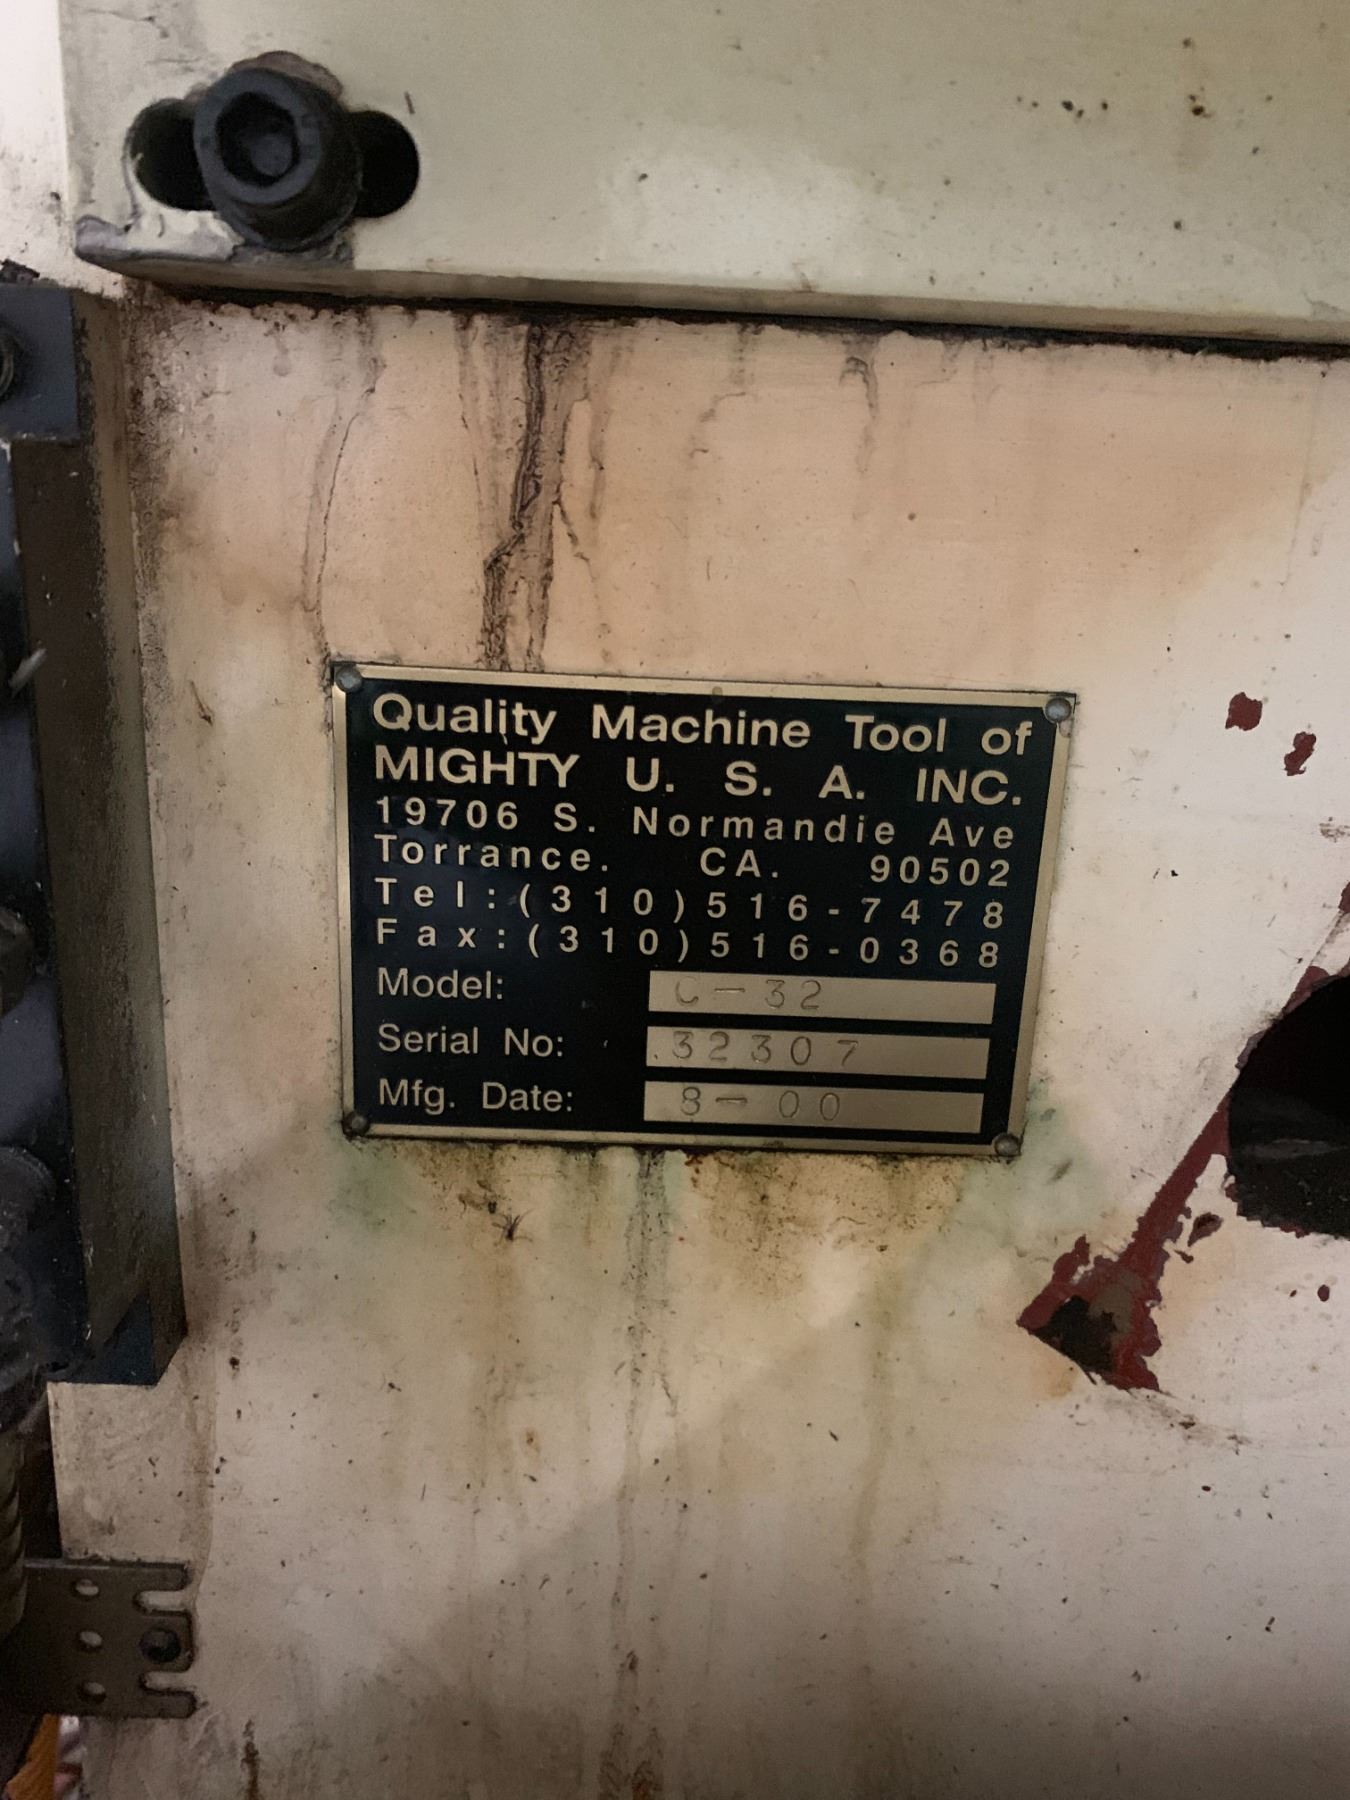 Quality Machine Tool of
MIGHTY U. S. A. INC.
19706 S. Normandie Ave
Torrance. CA. 90502
Tel:(310)516-7478
Fax:(310)516-0368
Model: C-32
Serial No: 32307
Mfg. Date: 8-00